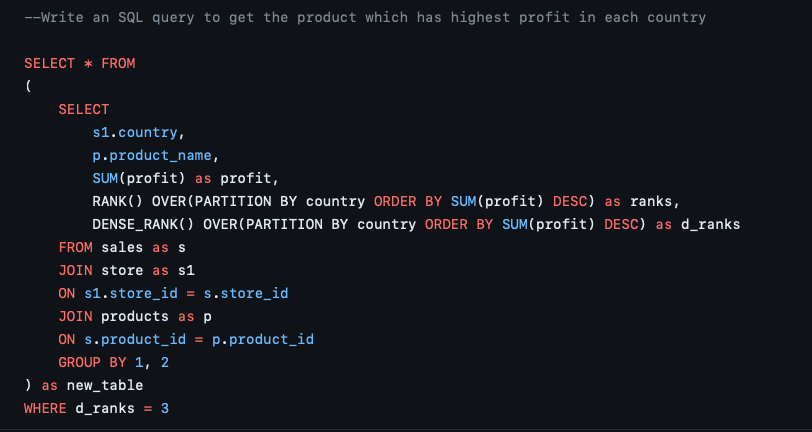 --Write an SQL query to get the product which has highest profit in each country
SELECT * FROM
(
SELECT
s1.country,
p.product_name,
SUM(profit) as profit,
RANK() OVER(PARTITION BY country ORDER BY SUM(profit) DESC) as ranks,
DENSE_RANK() OVER(PARTITION BY country ORDER BY SUM(profit) DESC) as d_ranks
FROM sales as s
JOIN store as s1
ON s1.store_id = s.store_id
JOIN products as p
ON s.product_id = p.product_id
GROUP BY 1, 2
) as new_table
WHERE d_ranks = 3